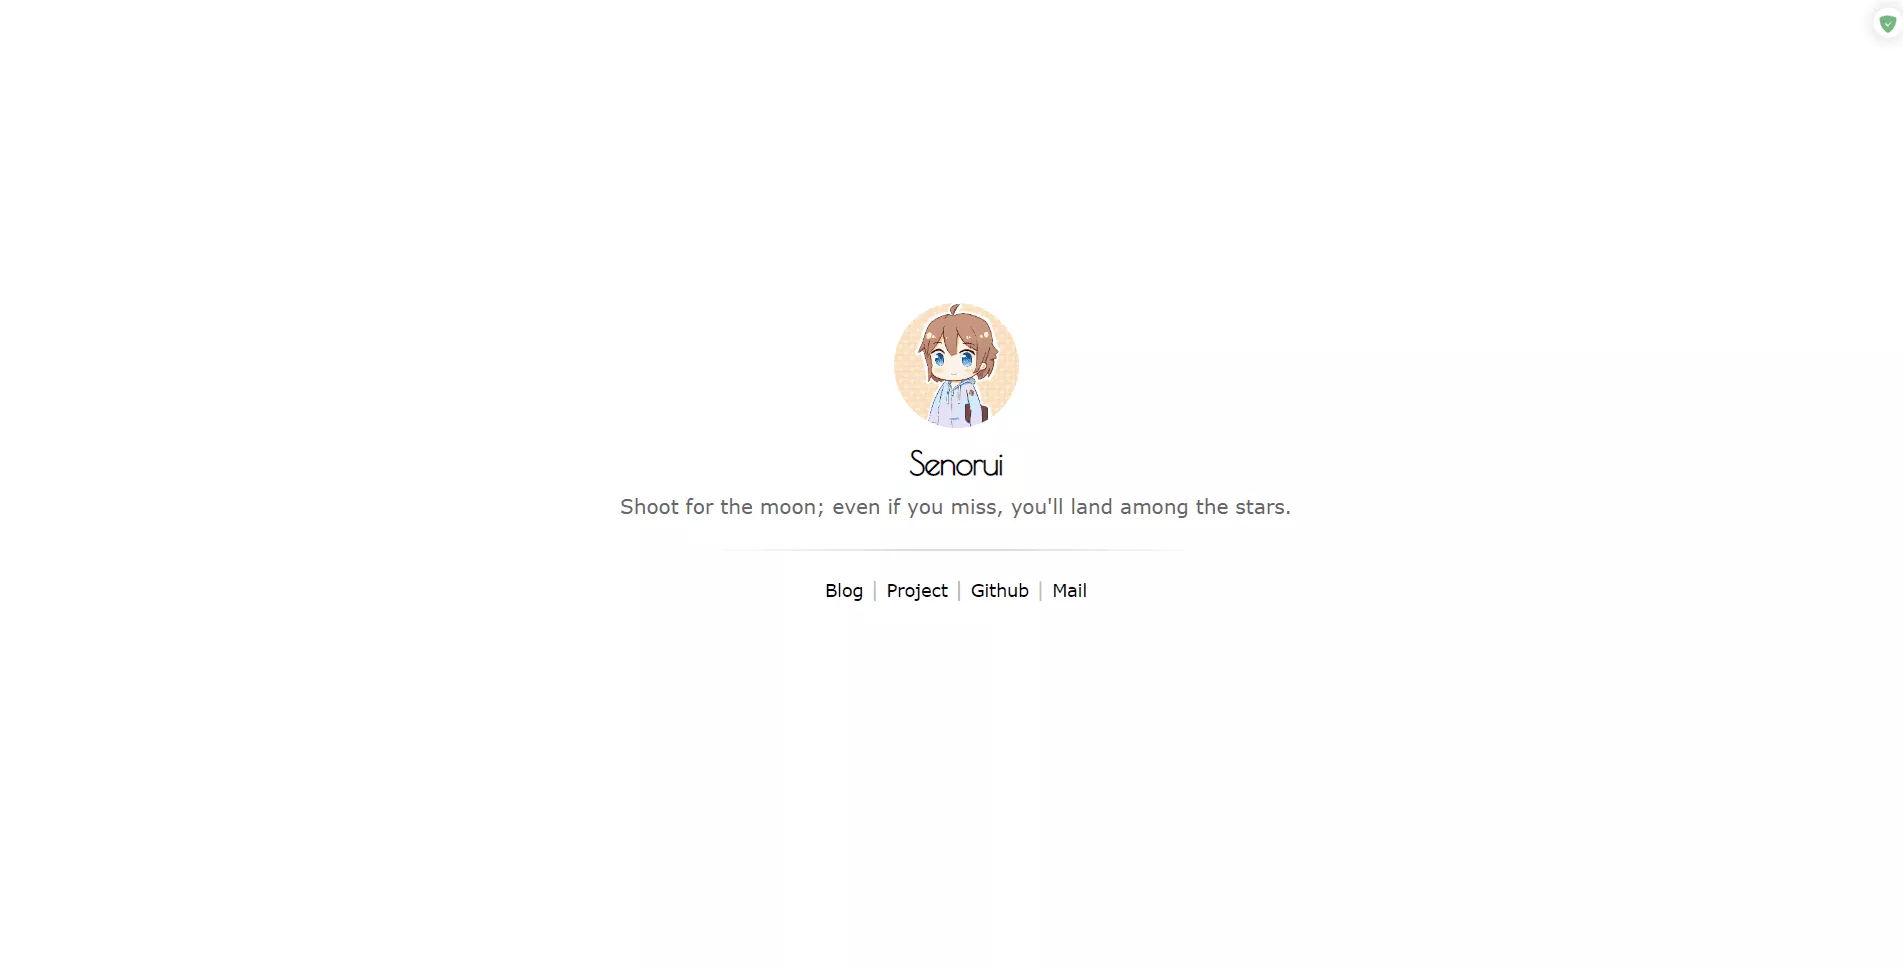 Senorui
Shoot for the moon; even if you miss, you'll land among the stars.
Blog | Project | Github | Mail